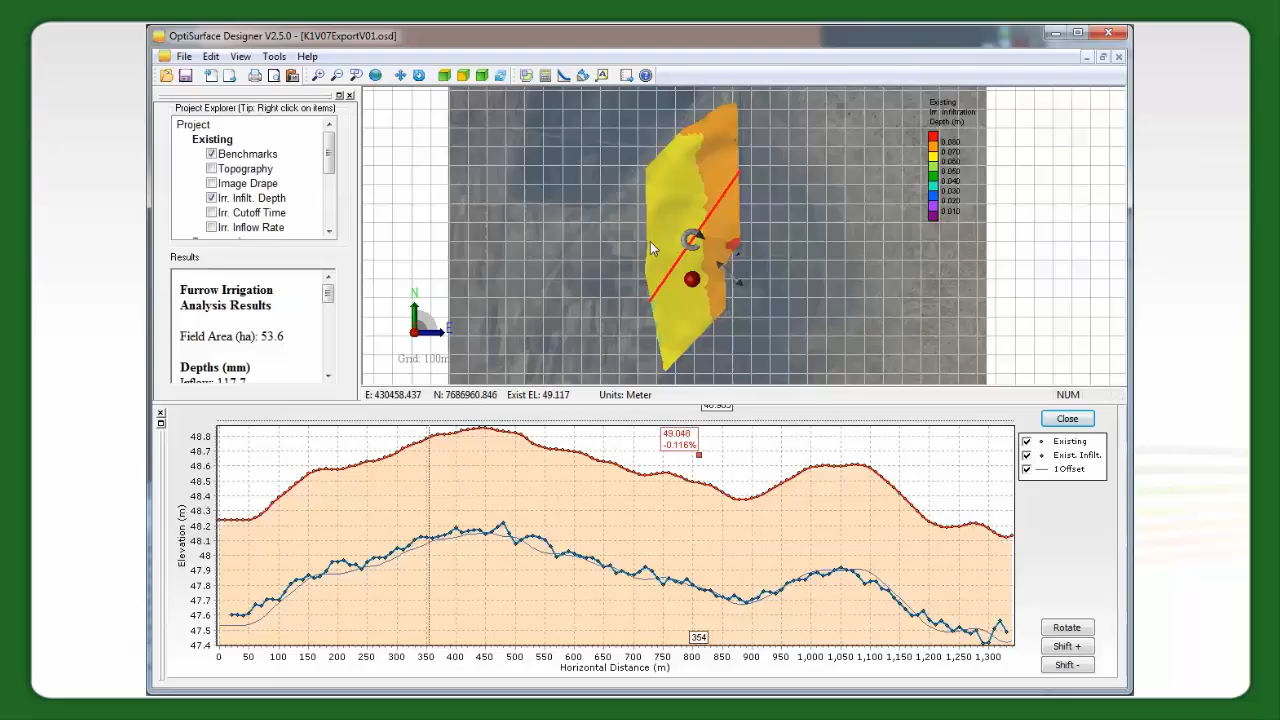 OptiSurface Designer V2.5.0 - [K1V07ExportV01.osd]
File Edit View Tools Help
Project Explorer [Tip: Right click on items]
Project
Existing
Benchmarks
Topography
Image Drape
Irr. Infilt. Depth
Irr. Cutoff Time
Irr. Inflow Rate
Results
Furrow Irrigation
Analysis Results
Field Area (ha): 53.6
Depths (mm)
Inflow: 117.7
N
E
Grid: 100m
Existing
Irr. Infiltration
Depth (m)
0.080
0.070
0.060
0.050
0.040
0.030
0.020
0.010
E: 430458.437 N: 7686960.846 Exist EL: 49.117 Units: Meter NUM
Close
Existing
Exist. Infilt.
1Offset
49.048
-0.116%
48.8
48.7
48.6
48.5
48.4
48.3
48.2
48.1
48
47.9
47.8
47.7
47.6
47.5
47.4
Elevation (m)
354
0 50 100 150 200 250 300 350 400 450 500 550 600 650 700 750 800 850 900 950 1,000 1,050 1,100 1,150 1,200 1,250 1,300
Horizontal Distance (m)
Rotate
Shift +
Shift -